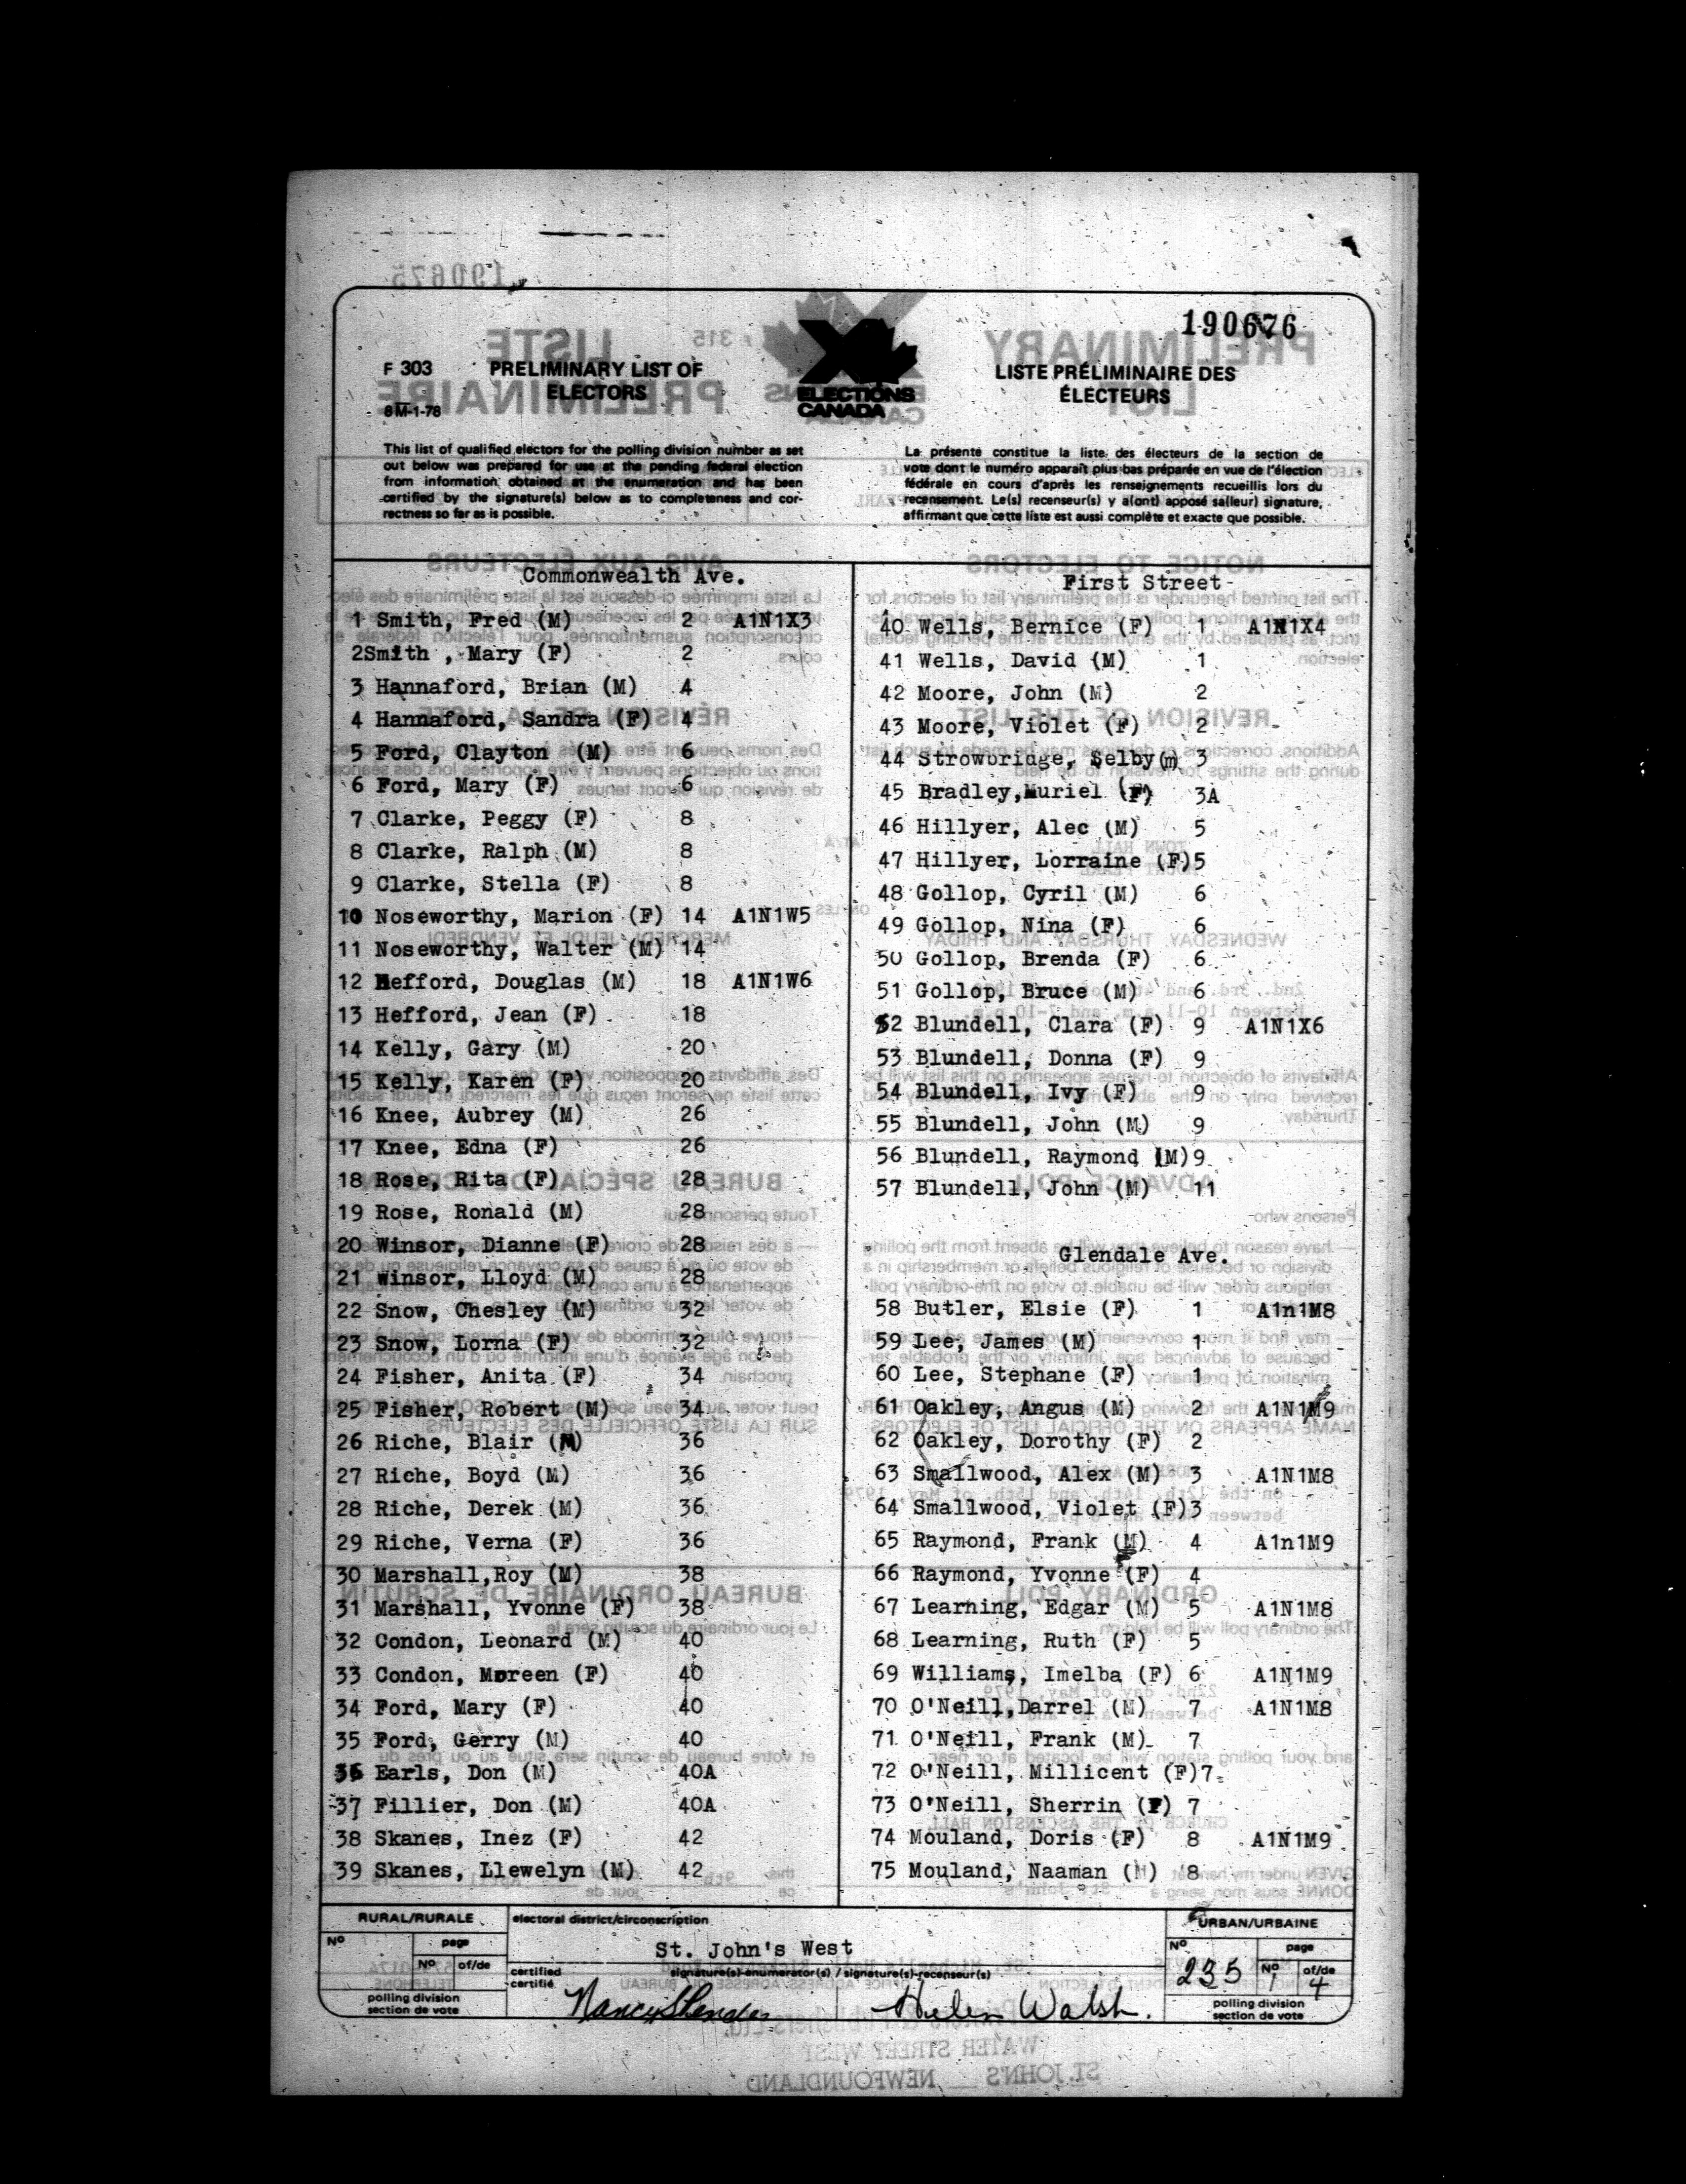 190676
F 303
PRELIMINARY LIST OF
ELECTORS
8M-1-78
ELECTIONS
CANADA
LISTE PRÉLIMINAIRE DES
ÉLECTEURS
This list of qualified electors for the polling division number as set
out below was prepared for use at the pending federal election
from information obtained at the enumeration and has been
certified by the signature(s) below as to completeness and cor-
rectness so far as is possible.
La présente constitue la liste des électeurs de la section de
vote dont le numéro apparaît plus bas préparée en vue de l'élection
fédérale en cours d'après les renseignements recueillis lors du
recensement. Le(s) recenseur(s) y a(ont) apposé sa(leur) signature,
affirmant que cette liste est aussi complète et exacte que possible.
Commonwealth Ave.
1 Smith, Fred (M) 2 A1N1X3
2Smith , Mary (F) 2
3 Hannaford, Brian (M) 4
4 Hannaford, Sandra (F) 4
5 Ford, Clayton (M) 6
6 Ford, Mary (F) 6
7 Clarke, Peggy (F) 8
8 Clarke, Ralph (M) 8
9 Clarke, Stella (F) 8
10 Noseworthy, Marion (F) 14 A1N1W5
11 Noseworthy, Walter (M) 14
12 Hefford, Douglas (M) 18 A1N1W6
13 Hefford, Jean (F) 18
14 Kelly, Gary (M) 20
15 Kelly, Karen (F) 20
16 Knee, Aubrey (M) 26
17 Knee, Edna (F) 26
18 Rose, Rita (F) 28
19 Rose, Ronald (M) 28
20 Winsor, Dianne (F) 28
21 winsor, Lloyd (M) 28
22 Snow, Chesley (M) 32
23 Snow, Lorna (F) 32
24 Fisher, Anita (F) 34
25 Fisher, Robert (M) 34
26 Riche, Blair (M) 36
27 Riche, Boyd (M) 36
28 Riche, Derek (M) 36
29 Riche, Verna (F) 36
30 Marshall,Roy (M) 38
31 Marshall, Yvonne (F) 38
32 Condon, Leonard (M) 40
33 Condon, Moreen (F) 40
34 Ford, Mary (F) 40
35 Ford, Gerry (M) 40
36 Earls, Don (M) 40A
37 Fillier, Don (M) 40A
38 Skanes, Inez (F) 42
39 Skanes, Llewelyn (M) 42
First Street
40 Wells, Bernice (F) 1 A1N1X4
41 Wells, David (M) 1
42 Moore, John (M) 2
43 Moore, Violet (F) 2
44 Strowbridge, Selby(m) 3
45 Bradley,Muriel (F) 3A
46 Hillyer, Alec (M) 5
47 Hillyer, Lorraine (F)5
48 Gollop, Cyril (M) 6
49 Gollop, Nina (F) 6
50 Gollop, Brenda (F) 6
51 Gollop, Bruce (M) 6
52 Blundell, Clara (F) 9 A1N1X6
53 Blundell, Donna (F) 9
54 Blundell, Ivy (F) 9
55 Blundell, John (M) 9
56 Blundell, Raymond (M)9
57 Blundell, John (M) 11
Glendale Ave.
58 Butler, Elsie (F) 1 A1n1M8
59 Lee, James (M) 1
60 Lee, Stephane (F) 1
61 Oakley, Angus (M) 2 A1N1M9
62 Oakley, Dorothy (F) 2
63 Smallwood, Alex (M) 3 A1N1M8
64 Smallwood, Violet (F)3
65 Raymond, Frank (M) 4 A1n1M9
66 Raymond, Yvonne (F) 4
67 Learning, Edgar (M) 5 A1N1M8
68 Learning, Ruth (F) 5
69 Williams, Imelba (F) 6 A1N1M9
70 O'Neill,Darrel (M) 7 A1N1M8
71 O'Neill, Frank (M) 7
72 O'Neill, Millicent (F)7
73 O'Neill, Sherrin (F) 7
74 Mouland, Doris (F) 8 A1N1M9
75 Mouland, Naaman (M) 8
RURAL/RURALE
No page
No of/de
polling division
section de vote
electoral district/circonscription
St. John's West
certified
certifié
signature(s)-enumerator(s) / signature(s)-recenseur(s)
Helen Walsh.
URBAN/URBAINE
No page
235 No 1 of/de 4
polling division
section de vote